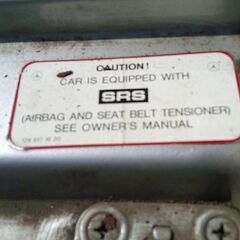 CAUTION!
CAR IS EQUIPPED WITH
SRS
(AIRBAG AND SEAT BELT TENSIONER)
SEE OWNER'S MANUAL